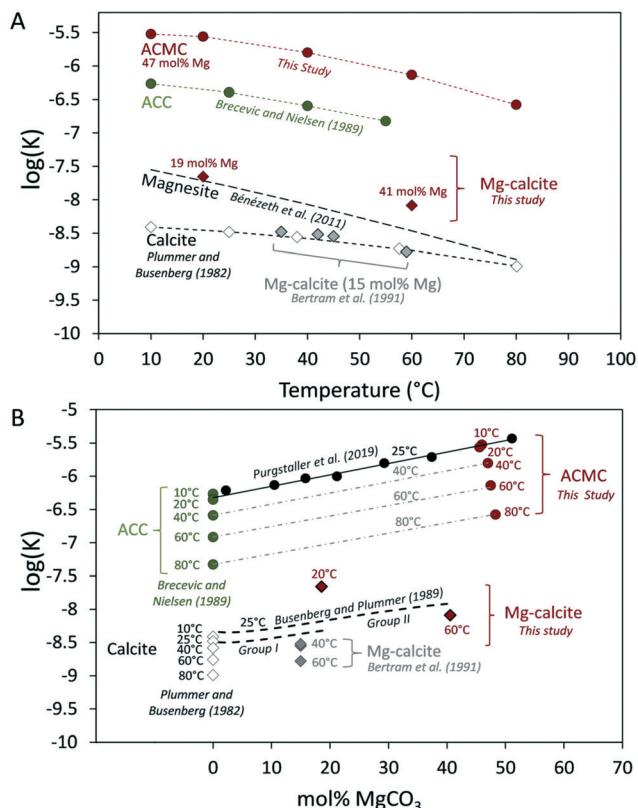 A
-5
-5.5
-6
-6.5
-7
-7.5
-8
-8.5
-9
-9.5
-10
log(K)
ACMC
47 mol% Mg
This Study
ACC
Brecevic and Nielsen (1989)
19 mol% Mg
Magnesite
Bénézeth et al. (2011)
41 mol% Mg
Mg-calcite
This study
Calcite
Plummer and
Busenberg (1982)
Mg-calcite (15 mol% Mg)
Bertram et al. (1991)
0 10 20 30 40 50 60 70 80 90 100
Temperature (°C)
B
-5
-5.5
-6
-6.5
-7
-7.5
-8
-8.5
-9
-9.5
-10
log(K)
Purgstaller et al. (2019)
25°C
40°C
60°C
80°C
10°C
20°C
40°C
60°C
80°C
ACMC
This Study
ACC
10°C
20°C
40°C
60°C
80°C
Brecevic and
Nielsen (1989)
20°C
25°C
Busenberg and Plummer (1989)
Group I
Group II
60°C
Mg-calcite
This study
Calcite
10°C
25°C
40°C
60°C
80°C
Plummer and
Busenberg (1982)
40°C
60°C
Mg-calcite
Bertram et al. (1991)
0 10 20 30 40 50 60 70
mol% MgCO₃